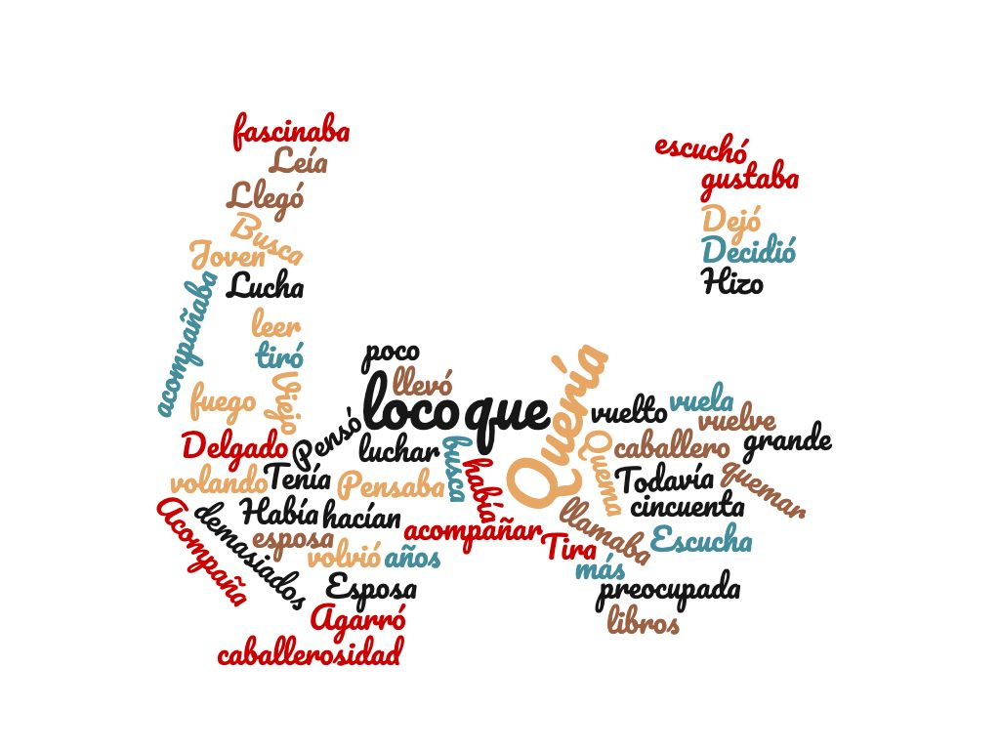 fascinaba
Leía
Llegó
Busca
Joven
Lucha
acompañaba
leer
tiró
Viejo
fuego
Delgado
volando
Acompaña
demasiados
Tenía
Había
hacían
esposa
volvió
años
Esposa
Agarró
caballerosidad
Pensó
poco
llevó
loco
que
luchar
Pensaba
busca
había
acompañar
Quería
escuchó
gustaba
Dejó
Decidió
Hizo
vuelto
vuela
vuelve
grande
caballero
Quema
Todavía
quemar
cincuenta
llamaba
Tira
Escucha
más
preocupada
libros